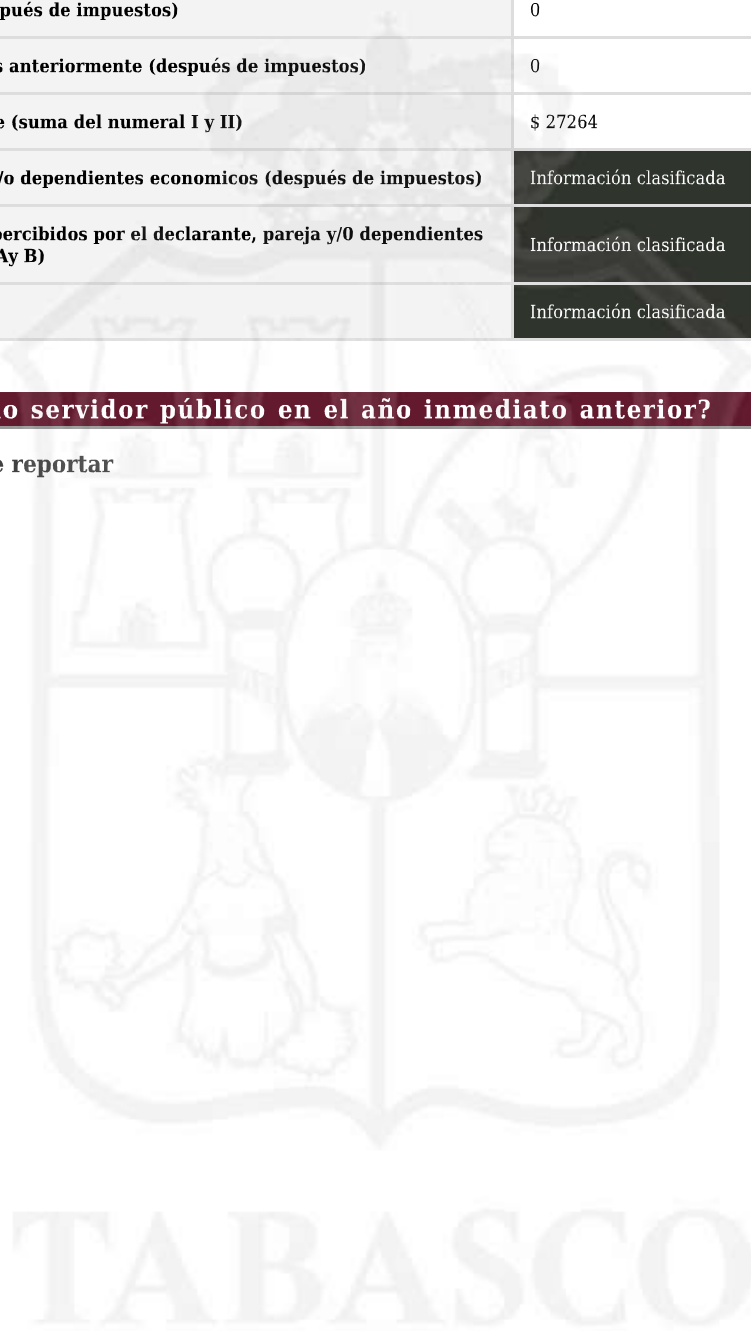 pués de impuestos)
0
s anteriormente (después de impuestos)
0
e (suma del numeral I y II)
$ 27264
/o dependientes economicos (después de impuestos)
Información clasificada
percibidos por el declarante, pareja y/0 dependientes
Ay B)
Información clasificada
Información clasificada
o servidor público en el año inmediato anterior?
e reportar
TABASCO